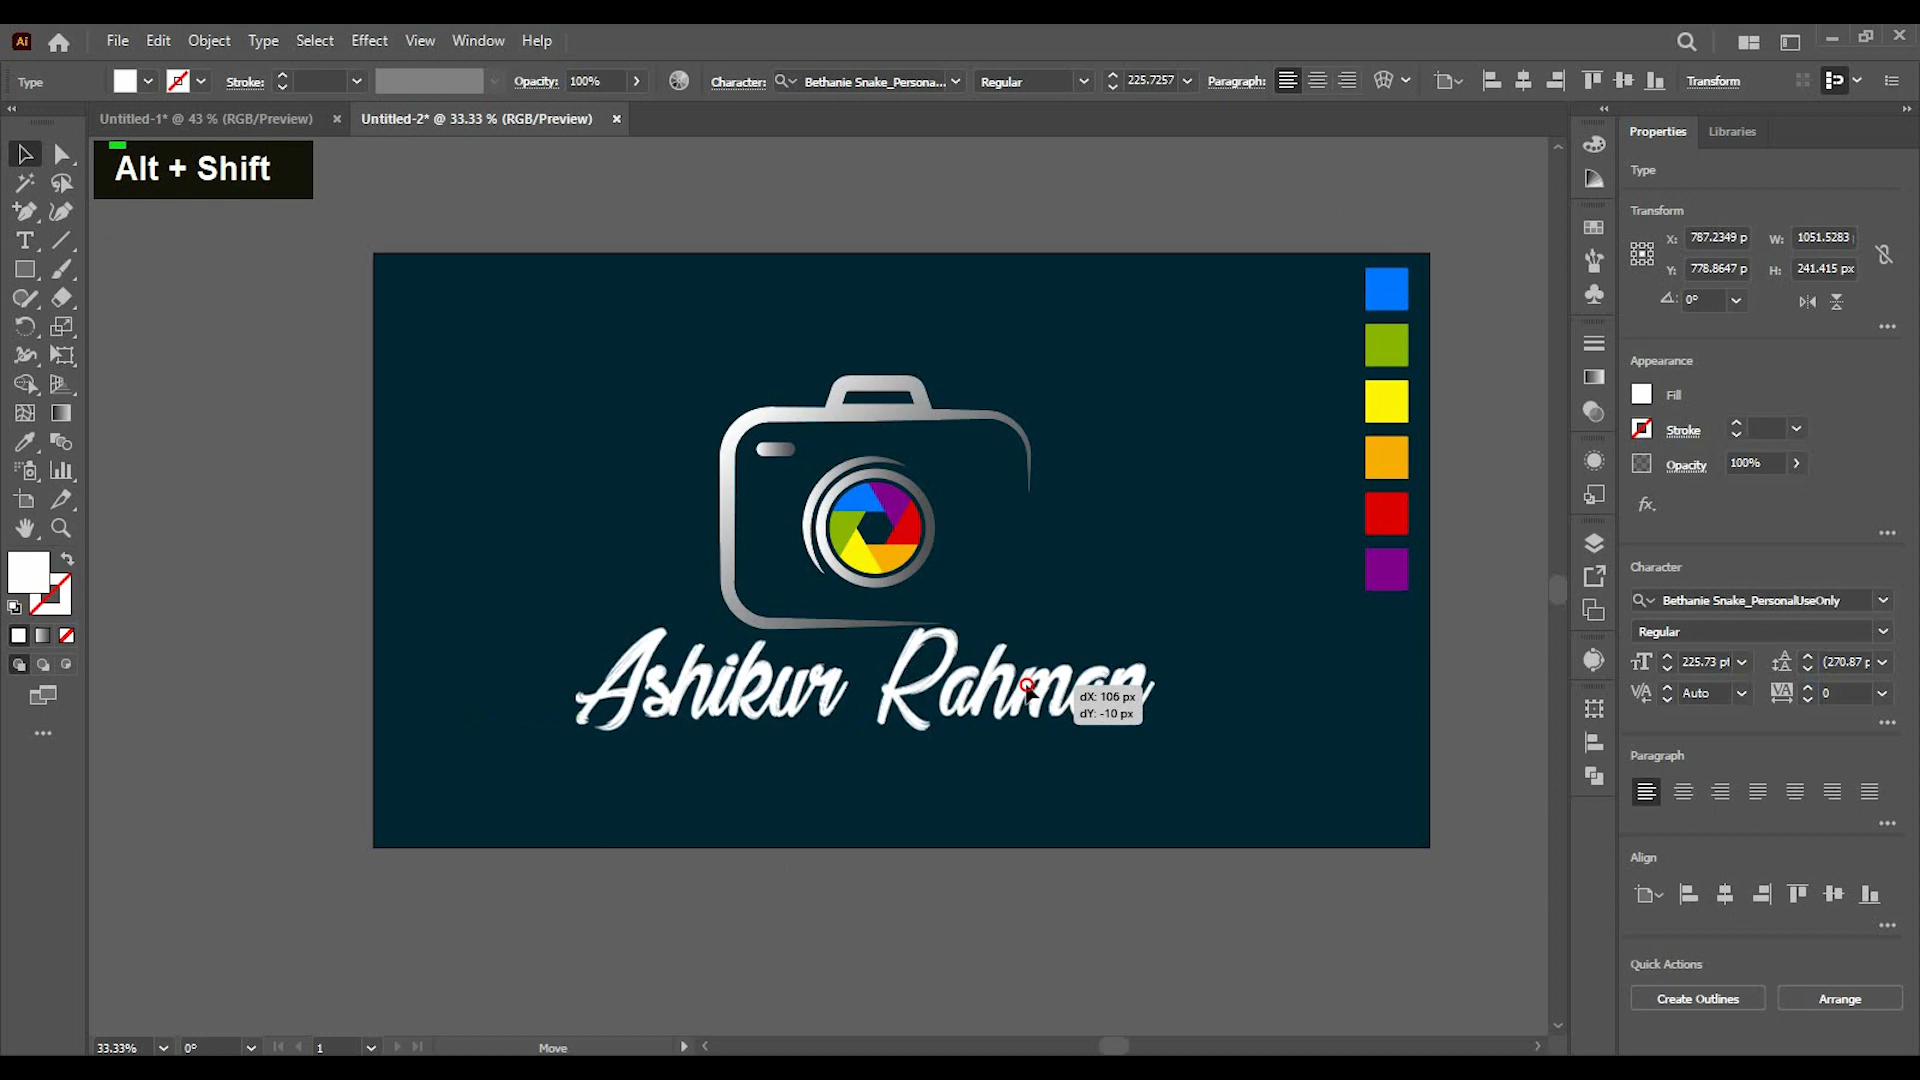 Ai File Edit Object Type Select Effect View Window Help
Type Stroke: Opacity: 100% Character: Bethanie Snake_Persona... Regular 225.7257 Paragraph: Transform
Untitled-1* @ 43 % (RGB/Preview) Untitled-2* @ 33.33 % (RGB/Preview)
Properties Libraries
Alt + Shift
Type
Transform
X: 787.2349 p W: 1051.5283
Y: 778.8647 p H: 241.415 px
0°
Appearance
Fill
Stroke
Opacity 100%
fx.
Character
Bethanie Snake_PersonalUseOnly
Regular
225.73 pt (270.87 p
Auto 0
Ashikur Rahman
dX: 106 px
dY: -10 px
Paragraph
Align
Quick Actions
Create Outlines Arrange
33.33% 0° 1 Move